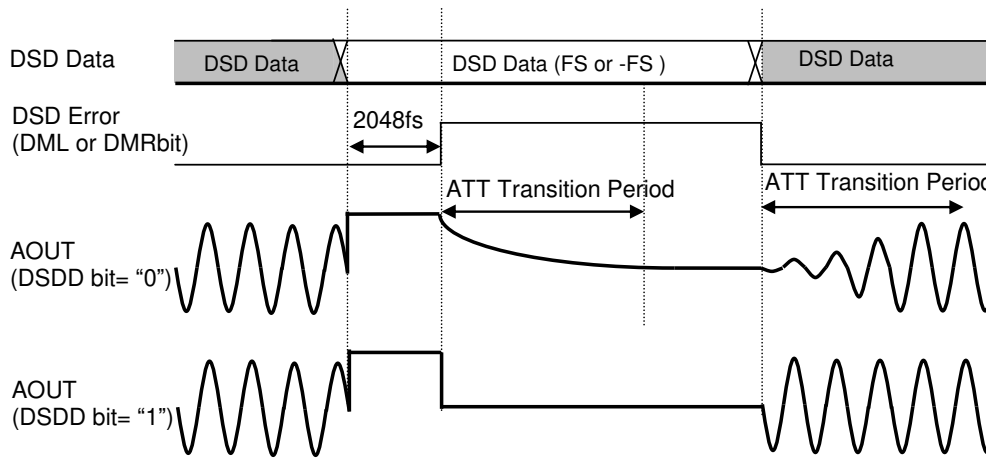 DSD Data
DSD Data
DSD Data (FS or -FS )
DSD Data
DSD Error
(DML or DMRbit)
2048fs
ATT Transition Period
ATT Transition Period
AOUT
(DSDD bit= “0”)
AOUT
(DSDD bit= “1”)